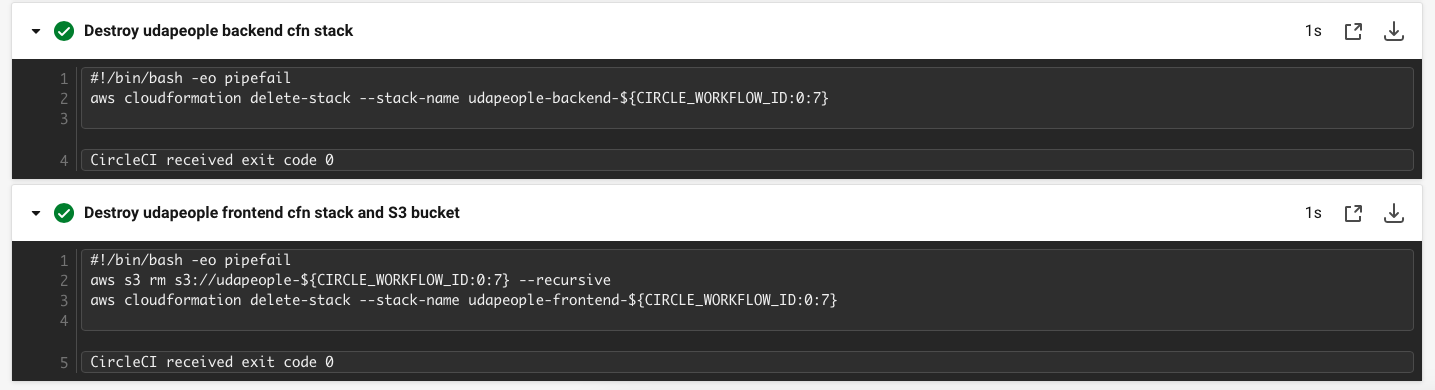 Destroy udapeople backend cfn stack 1s
1 #!/bin/bash -eo pipefail
2 aws cloudformation delete-stack --stack-name udapeople-backend-${CIRCLE_WORKFLOW_ID:0:7}
3
4 CircleCI received exit code 0
Destroy udapeople frontend cfn stack and S3 bucket 1s
1 #!/bin/bash -eo pipefail
2 aws s3 rm s3://udapeople-${CIRCLE_WORKFLOW_ID:0:7} --recursive
3 aws cloudformation delete-stack --stack-name udapeople-frontend-${CIRCLE_WORKFLOW_ID:0:7}
4
5 CircleCI received exit code 0